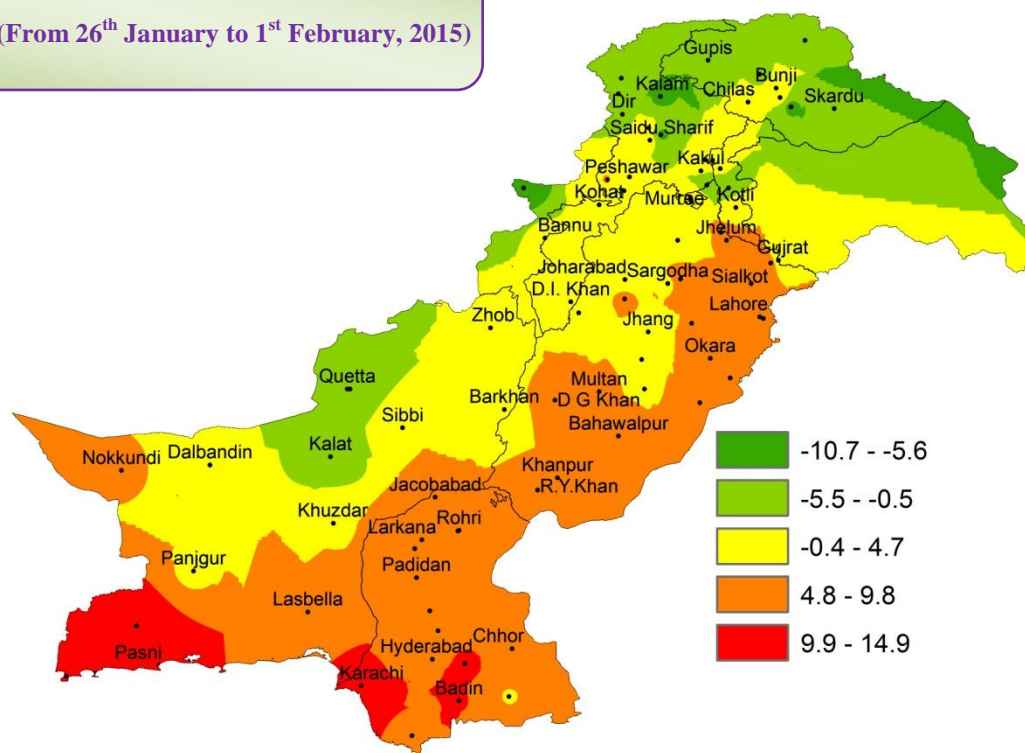 (From 26th January to 1st February, 2015)
Gupis
Bunji
Kalam
Chilas
Skardu
Dir
Saidu Sharif
Peshawar
Kakul
Kohat
Murree
Kotli
Bannu
Jhelum
Gujrat
Joharabad
Sargodha
Sialkot
D.I. Khan
Lahore
Zhob
Jhang
Okara
Quetta
Multan
Barkhan
D G Khan
Sibbi
Bahawalpur
Kalat
Dalbandin
Nokkundi
Khanpur
Jacobabad
R.Y.Khan
Khuzdar
Larkana
Rohri
Panjgur
Padidan
Lasbella
Hyderabad
Chhor
Pasni
Karachi
Badin
-10.7 - -5.6
-5.5 - -0.5
-0.4 - 4.7
4.8 - 9.8
9.9 - 14.9